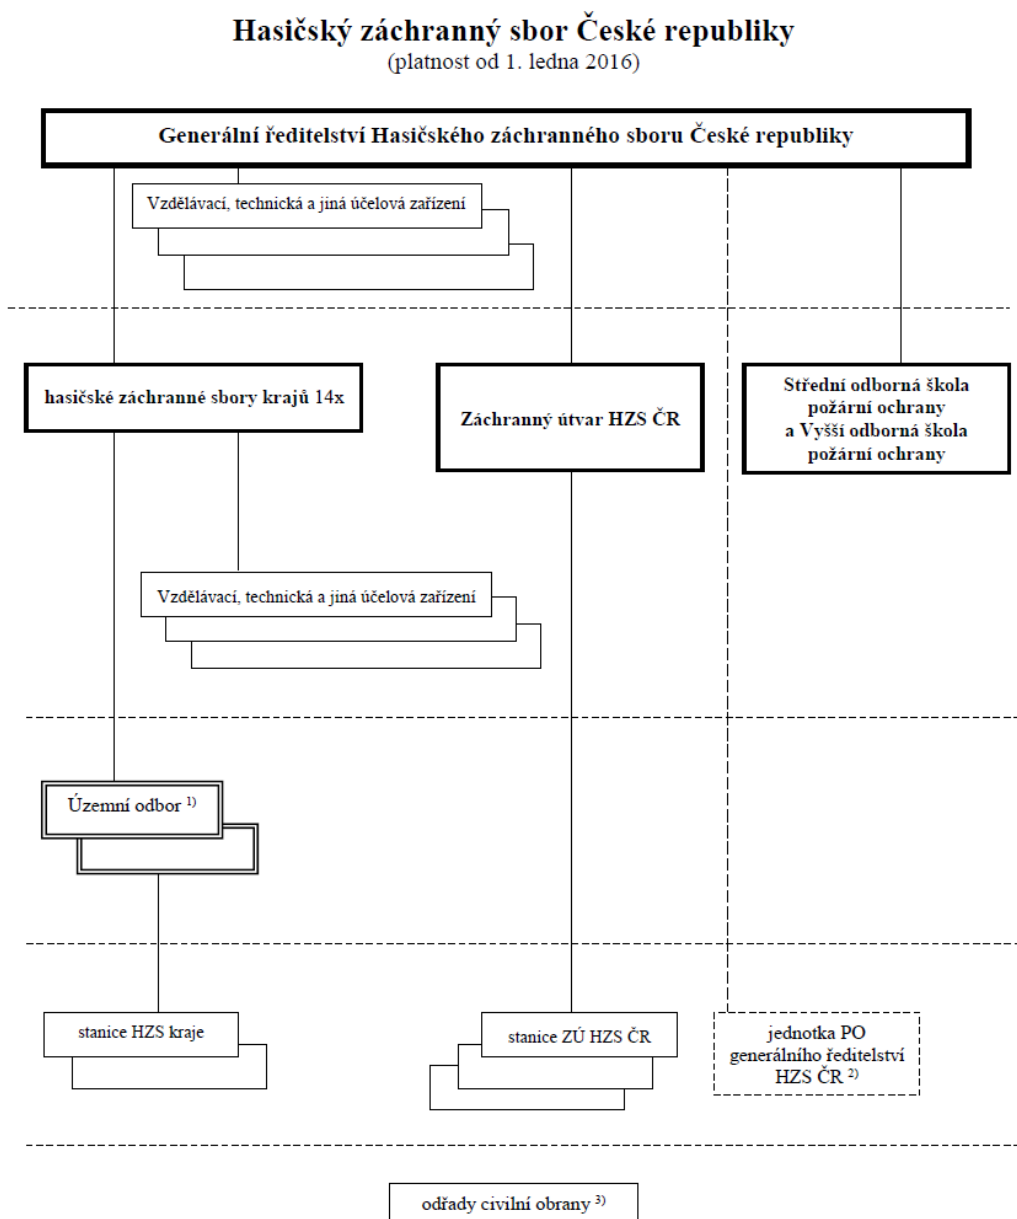 Hasičský záchranný sbor České republiky
(platnost od 1. ledna 2016)
Generální ředitelství Hasičského záchranného sboru České republiky
Vzdělávací, technická a jiná účelová zařízení
hasičské záchranné sbory krajů 14x
Záchranný útvar HZS ČR
Střední odborná škola
požární ochrany
a Vyšší odborná škola
požární ochrany
Vzdělávací, technická a jiná účelová zařízení
Územní odbor 1)
stanice HZS kraje
stanice ZÚ HZS ČR
jednotka PO
generálního ředitelství
HZS ČR 2)
odřady civilní obrany 3)